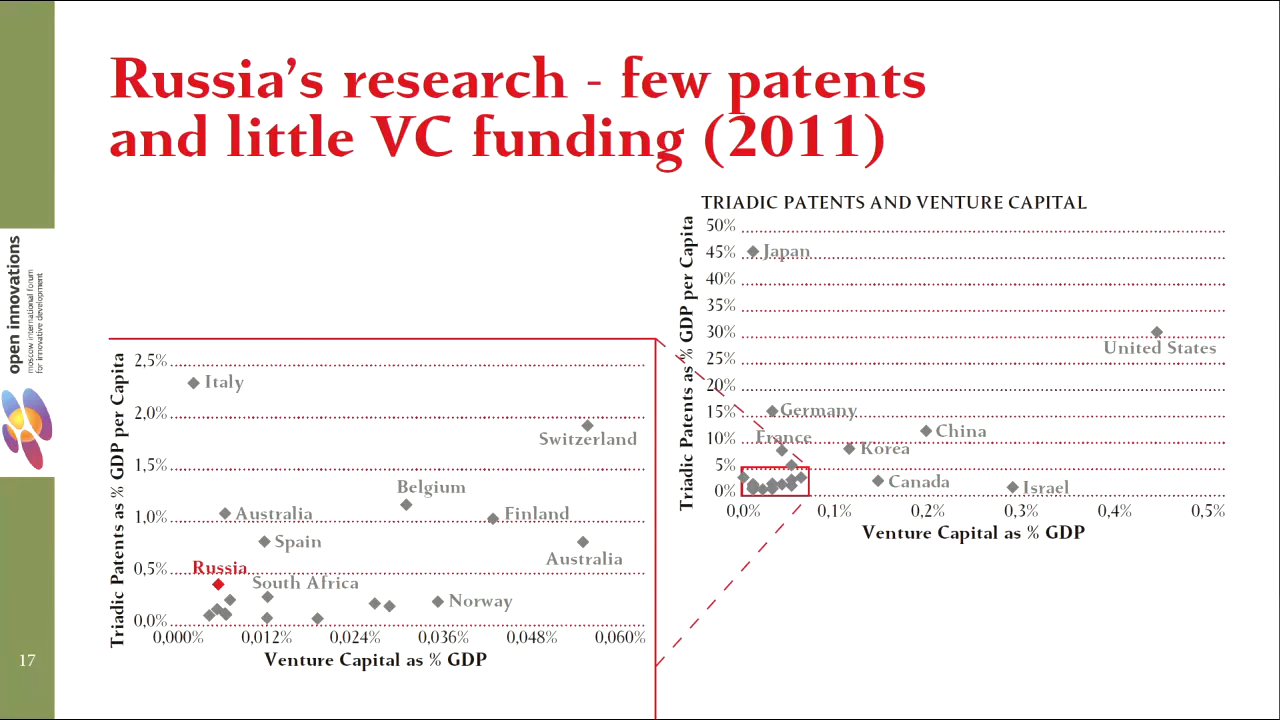 Russia's research - few patents
and little VC funding (2011)
open innovations
moscow international forum
for innovative development
17
Triadic Patents as % GDP per Capita
2,5%
2,0%
1,5%
1,0%
0,5%
0,0%
Italy
Switzerland
Belgium
Australia
Finland
Spain
Australia
Russia
South Africa
Norway
0,000%
0,012%
0,024%
0,036%
0,048%
0,060%
Venture Capital as % GDP
TRIADIC PATENTS AND VENTURE CAPITAL
Triadic Patents as % GDP per Capita
50%
45%
40%
35%
30%
25%
20%
15%
10%
5%
0%
Japan
United States
Germany
China
France
Korea
Canada
Israel
0,0%
0,1%
0,2%
0,3%
0,4%
0,5%
Venture Capital as % GDP